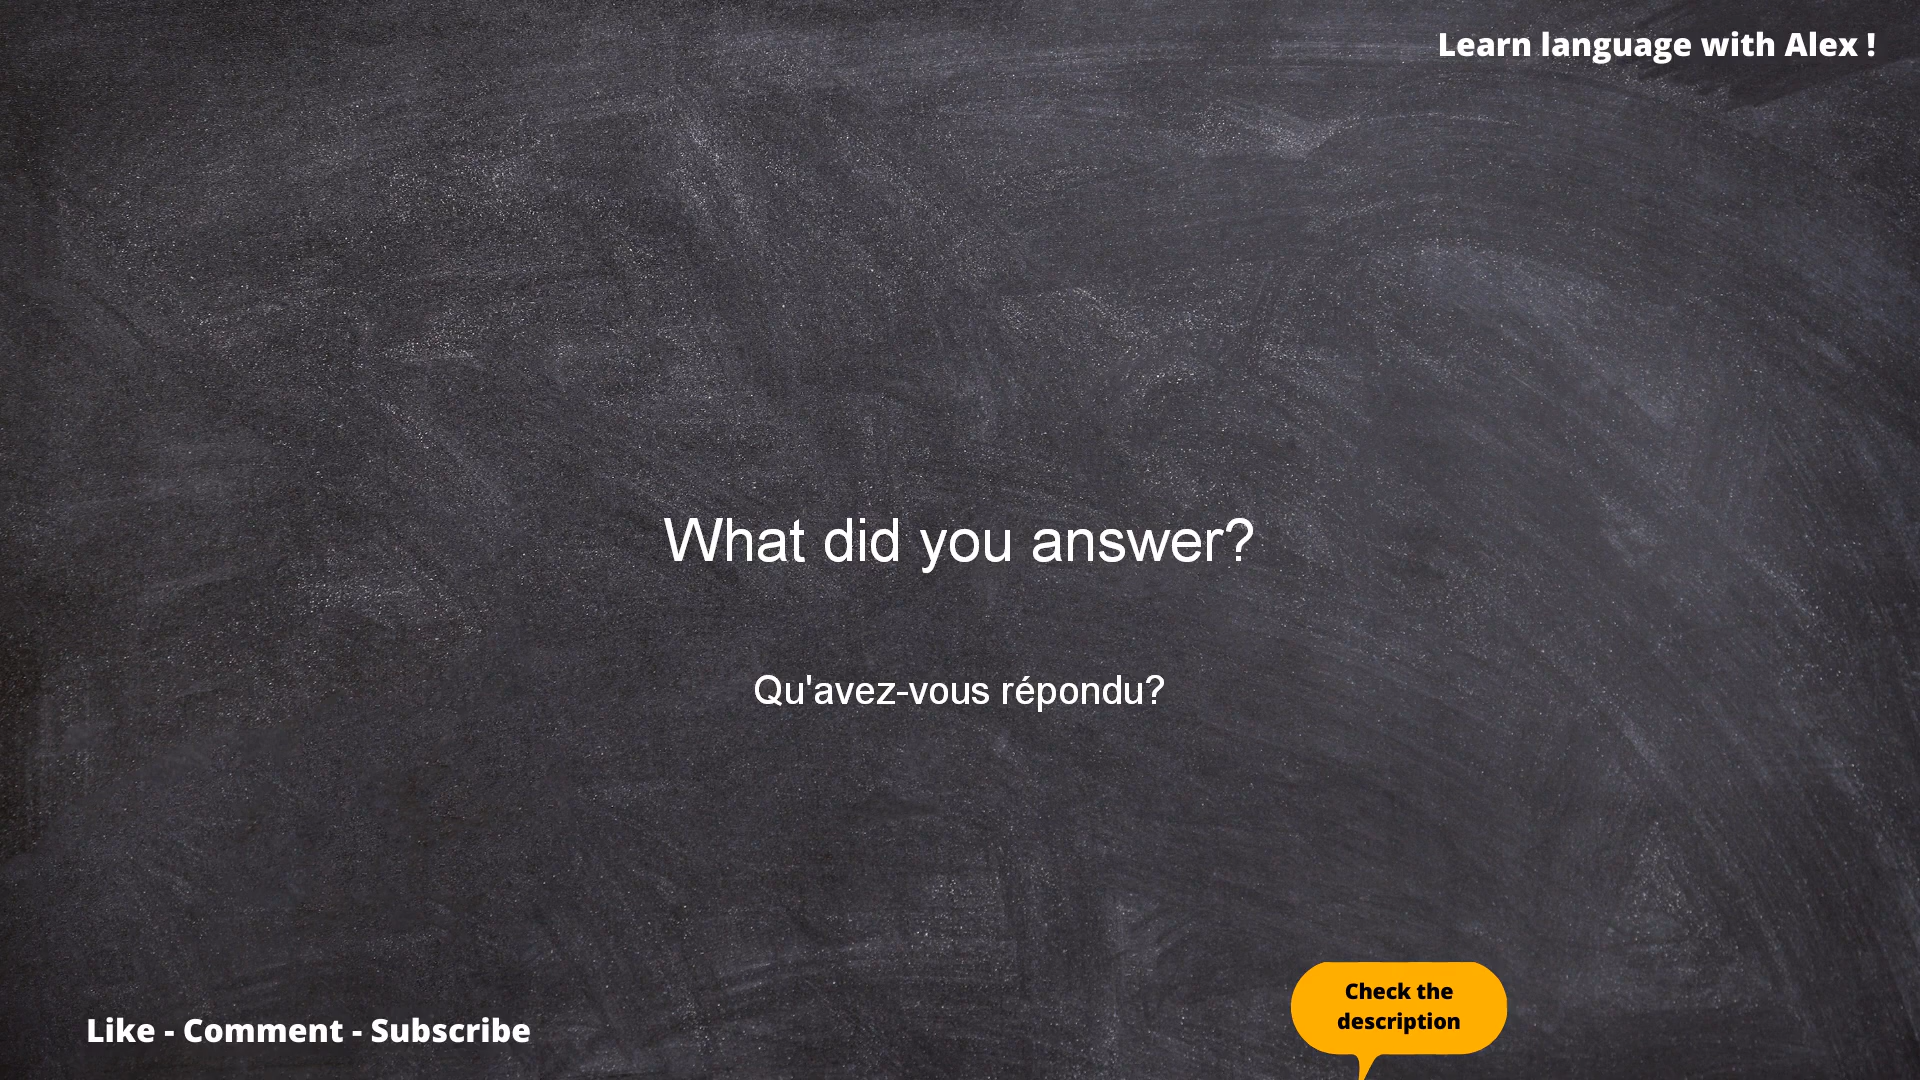 Learn language with Alex !
What did you answer?
Qu'avez-vous répondu?
Check the
description
Like - Comment - Subscribe